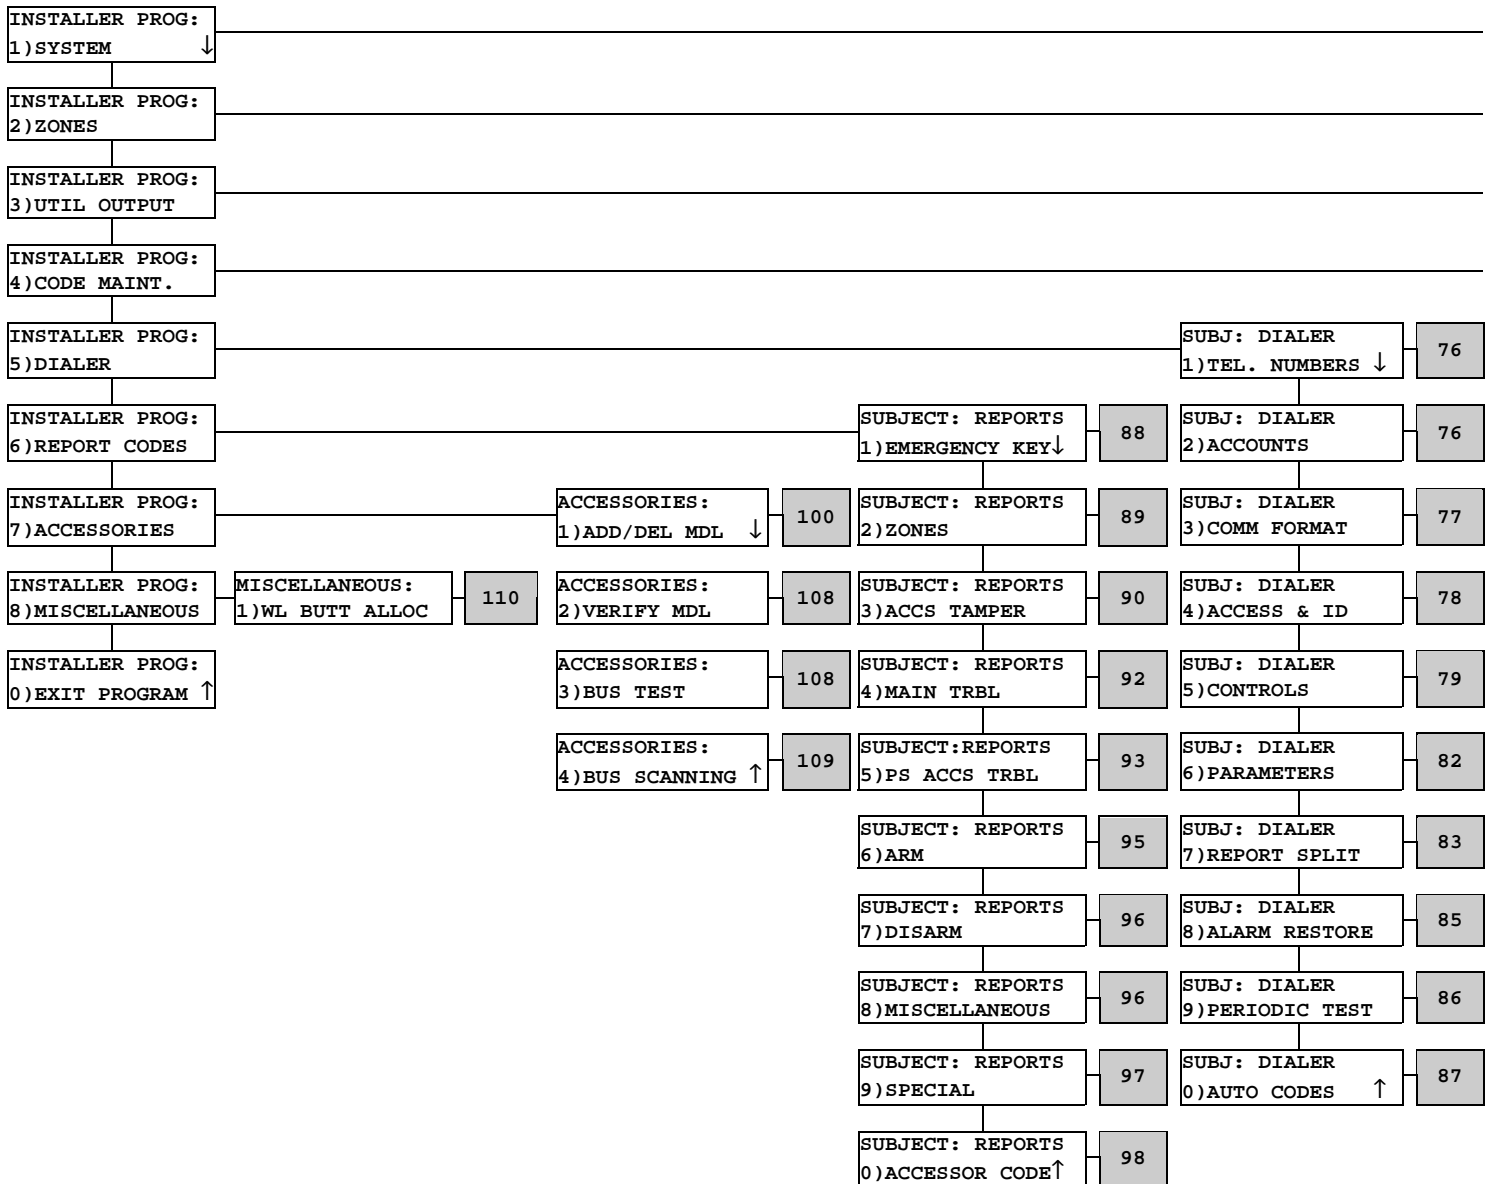 INSTALLER PROG:
1)SYSTEM ↓
INSTALLER PROG:
2)ZONES
INSTALLER PROG:
3)UTIL OUTPUT
INSTALLER PROG:
4)CODE MAINT.
INSTALLER PROG:
5)DIALER
SUBJ: DIALER
1)TEL. NUMBERS ↓
76
INSTALLER PROG:
6)REPORT CODES
SUBJECT: REPORTS
1)EMERGENCY KEY↓
88
SUBJ: DIALER
2)ACCOUNTS
76
INSTALLER PROG:
7)ACCESSORIES
ACCESSORIES:
1)ADD/DEL MDL ↓
100
SUBJECT: REPORTS
2)ZONES
89
SUBJ: DIALER
3)COMM FORMAT
77
INSTALLER PROG:
8)MISCELLANEOUS
MISCELLANEOUS:
1)WL BUTT ALLOC
110
ACCESSORIES:
2)VERIFY MDL
108
SUBJECT: REPORTS
3)ACCS TAMPER
90
SUBJ: DIALER
4)ACCESS & ID
78
INSTALLER PROG:
0)EXIT PROGRAM ↑
ACCESSORIES:
3)BUS TEST
108
SUBJECT: REPORTS
4)MAIN TRBL
92
SUBJ: DIALER
5)CONTROLS
79
ACCESSORIES:
4)BUS SCANNING ↑
109
SUBJECT:REPORTS
5)PS ACCS TRBL
93
SUBJ: DIALER
6)PARAMETERS
82
SUBJECT: REPORTS
6)ARM
95
SUBJ: DIALER
7)REPORT SPLIT
83
SUBJECT: REPORTS
7)DISARM
96
SUBJ: DIALER
8)ALARM RESTORE
85
SUBJECT: REPORTS
8)MISCELLANEOUS
96
SUBJ: DIALER
9)PERIODIC TEST
86
SUBJECT: REPORTS
9)SPECIAL
97
SUBJ: DIALER
0)AUTO CODES ↑
87
SUBJECT: REPORTS
0)ACCESSOR CODE↑
98